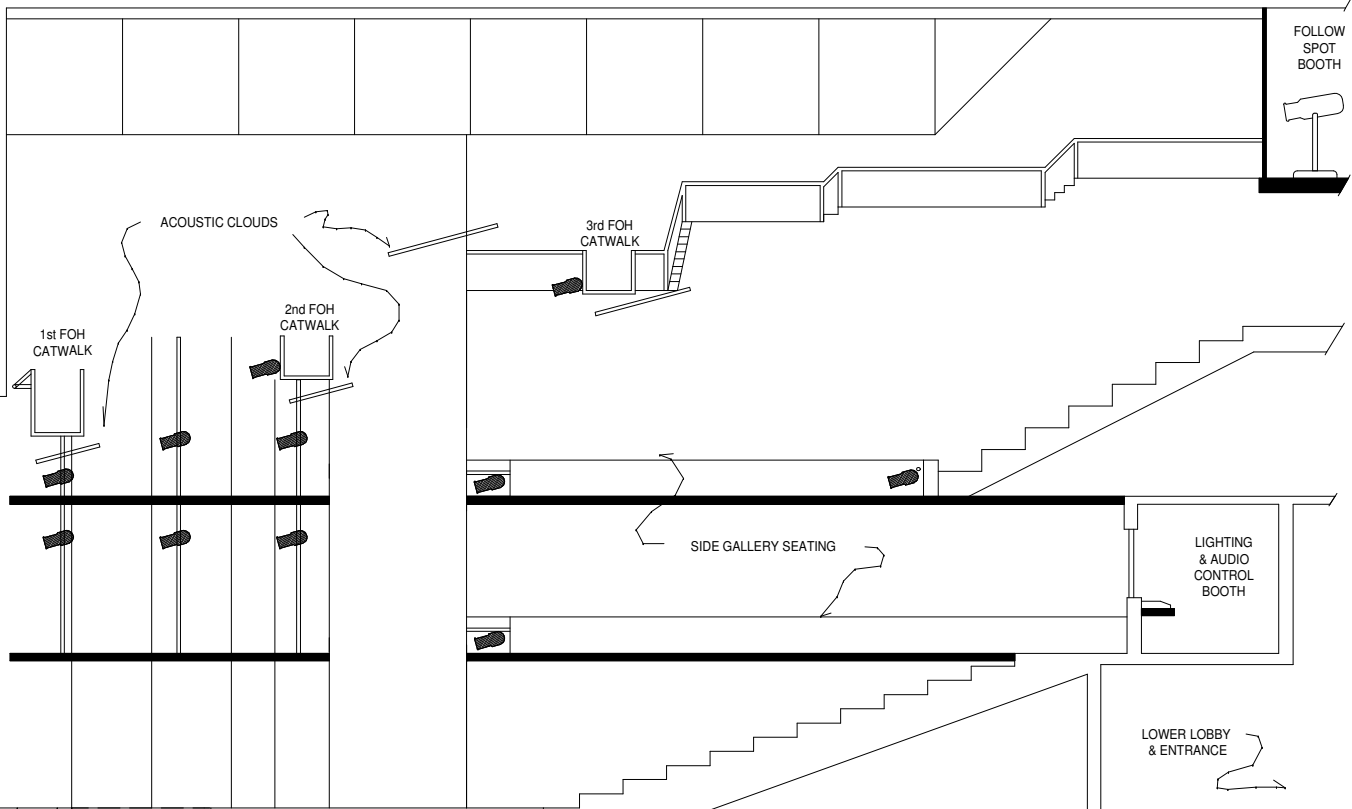 FOLLOW
SPOT
BOOTH
ACOUSTIC CLOUDS
3rd FOH
CATWALK
2nd FOH
CATWALK
1st FOH
CATWALK
SIDE GALLERY SEATING
LIGHTING
& AUDIO
CONTROL
BOOTH
LOWER LOBBY
& ENTRANCE